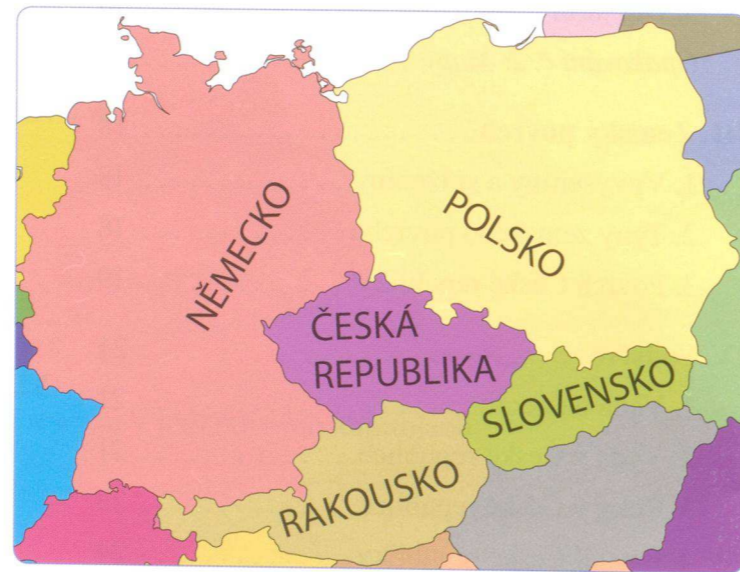 NĚMECKO
POLSKO
ČESKÁ
REPUBLIKA
SLOVENSKO
RAKOUSKO